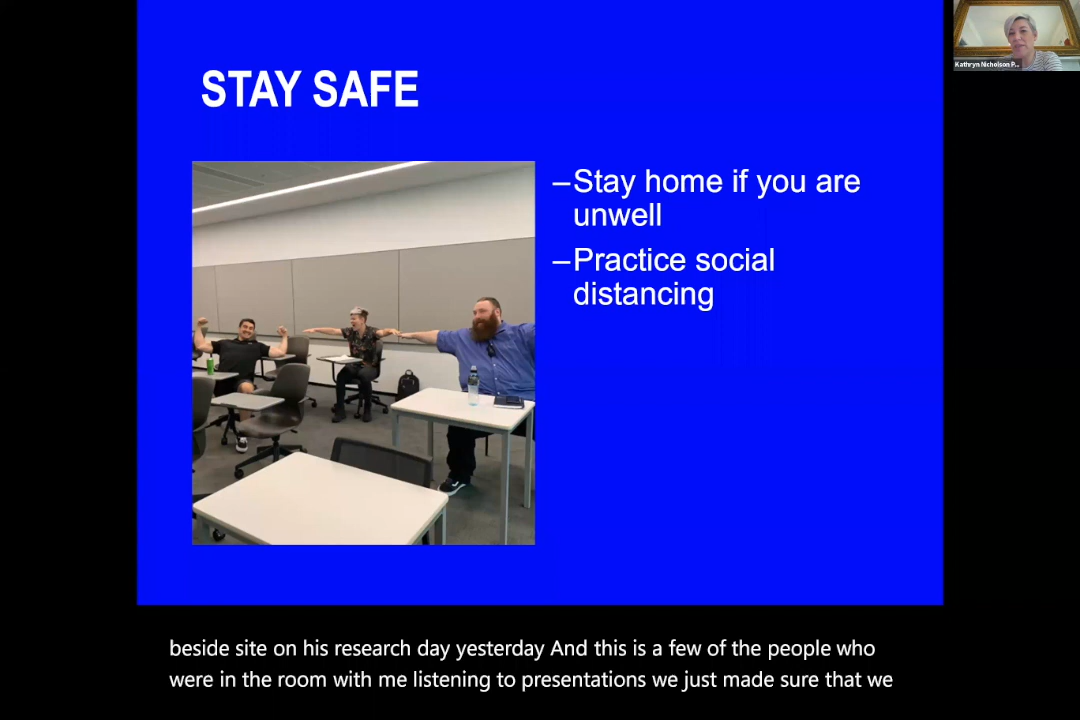 STAY SAFE
–Stay home if you are
unwell
–Practice social
distancing
Kathryn Nicholson P...
beside site on his research day yesterday And this is a few of the people who
were in the room with me listening to presentations we just made sure that we